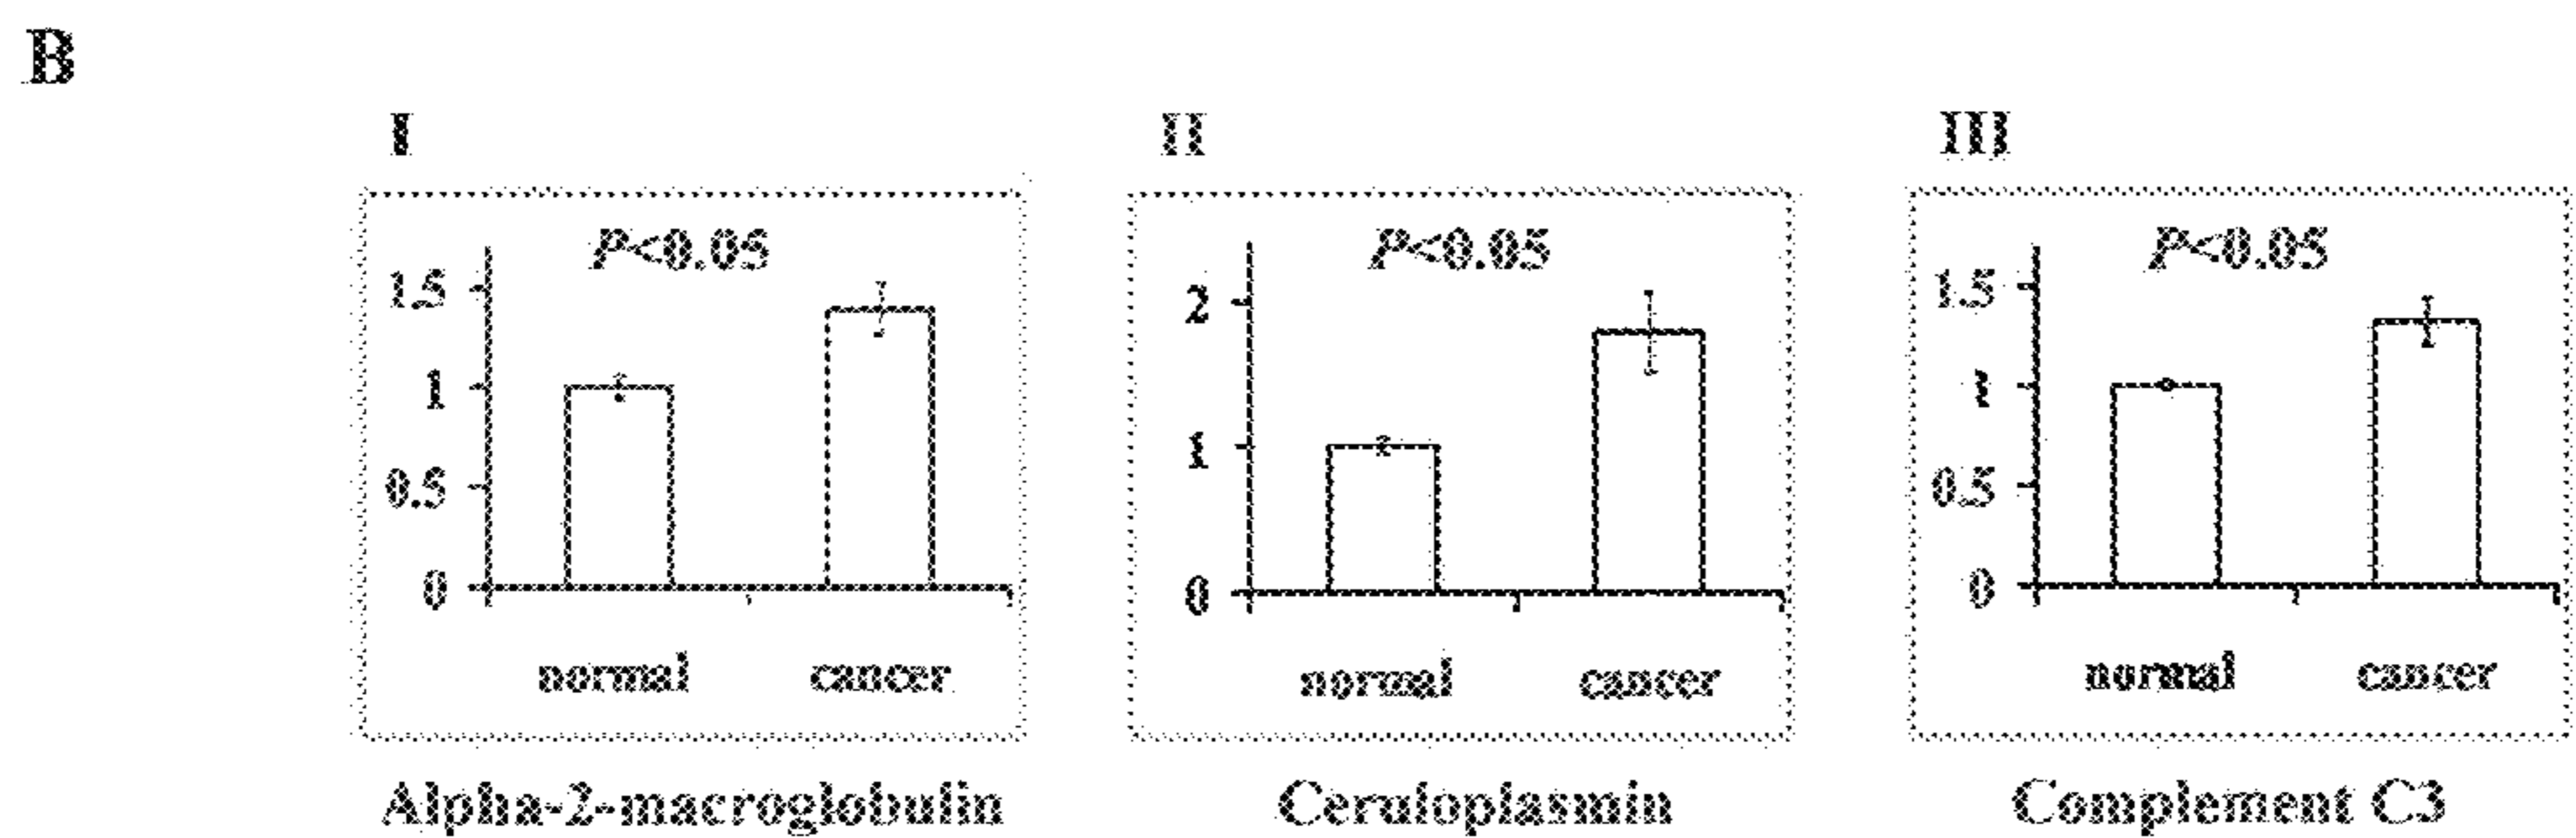 B
I
II
III
P<0.05
P<0.05
P<0.05
1.5
1
0.5
0
2
1
0
1.5
1
0.5
0
normal cancer
normal cancer
normal cancer
Alpha-2-macroglobulin
Ceruloplasmin
Complement C3